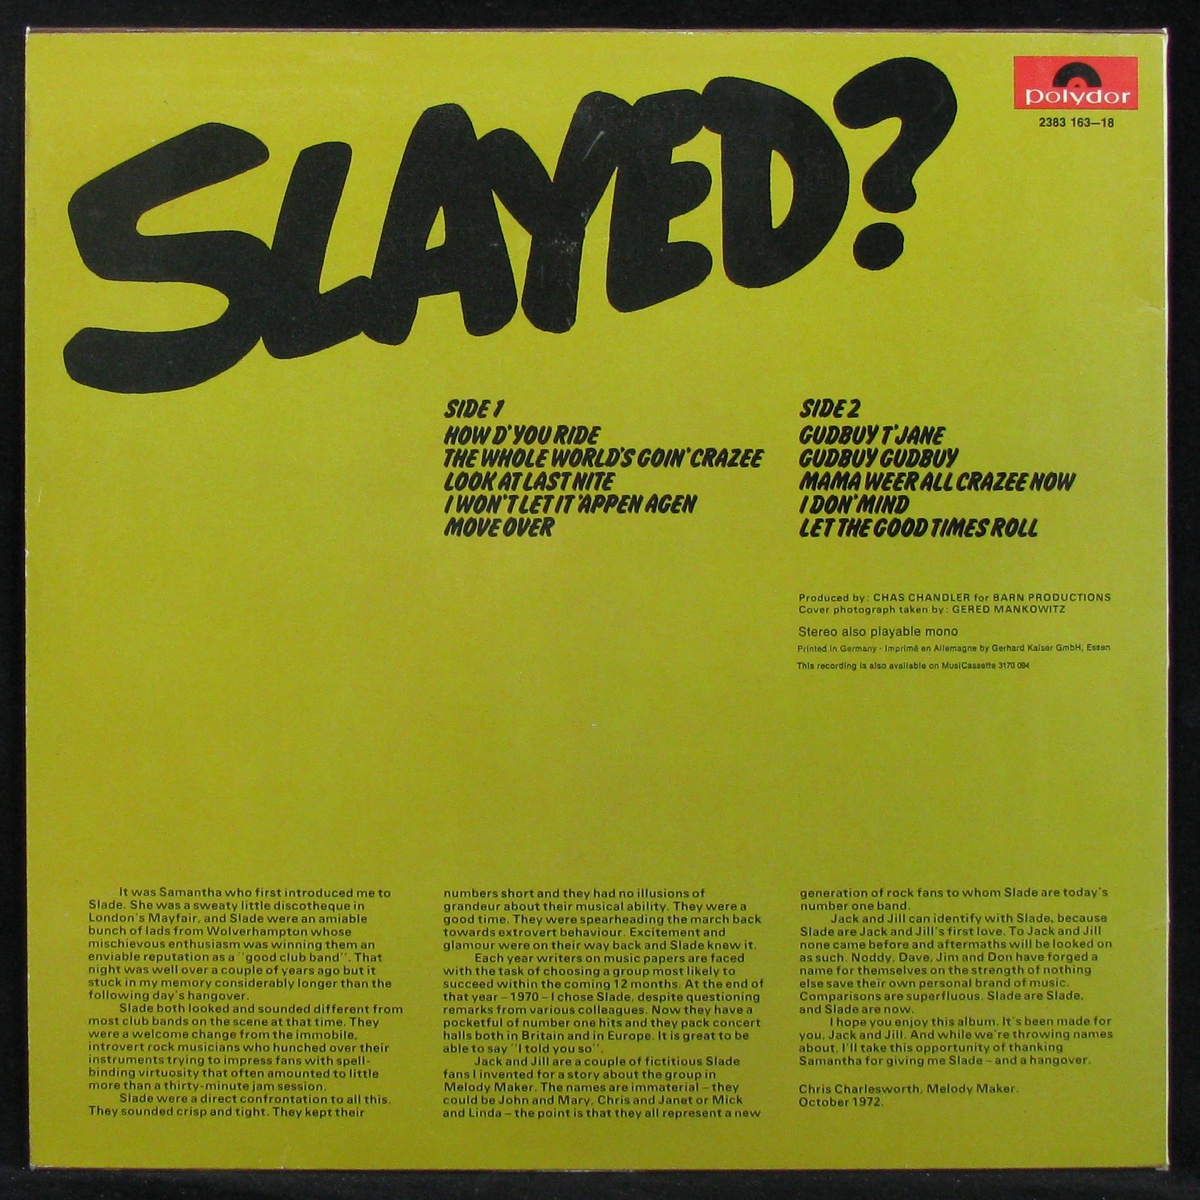 SLAYED?
polydor
2383 163—18
SIDE 1
HOW D'YOU RIDE
THE WHOLE WORLD'S GOIN' CRAZEE
LOOK AT LAST NITE
I WON'T LET IT 'APPEN AGEN
MOVE OVER
SIDE 2
GUDBUY T'JANE
GUDBUY GUDBUY
MAMA WEER ALL CRAZEE NOW
I DON' MIND
LET THE GOOD TIMES ROLL
Produced by: CHAS CHANDLER for BARN PRODUCTIONS
Cover photograph taken by: GERED MANKOWITZ
Stereo also playable mono
Printed in Germany - Imprimé en Allemagne by Gerhard Kaiser GmbH, Essen
This recording is also available on MusiCassette 3170 094
It was Samantha who first introduced me to
Slade. She was a sweaty little discotheque in
London's Mayfair, and Slade were an amiable
bunch of lads from Wolverhampton whose
mischievous enthusiasm was winning them an
enviable reputation as a "good club band". That
night was well over a couple of years ago but it
stuck in my memory considerably longer than the
following day's hangover.
Slade both looked and sounded different from
most club bands on the scene at that time. They
were a welcome change from the immobile,
introvert rock musicians who hunched over their
instruments trying to impress fans with spell-
binding virtuosity that often amounted to little
more than a thirty-minute jam session.
Slade were a direct confrontation to all this.
They sounded crisp and tight. They kept their
numbers short and they had no illusions of
grandeur about their musical ability. They were a
good time. They were spearheading the march back
towards extrovert behaviour. Excitement and
glamour were on their way back and Slade knew it.
Each year writers on music papers are faced
with the task of choosing a group most likely to
succeed within the coming 12 months. At the end of
that year – 1970 – I chose Slade, despite questioning
remarks from various colleagues. Now they have a
pocketful of number one hits and they pack concert
halls both in Britain and in Europe. It is great to be
able to say "I told you so".
Jack and Jill are a couple of fictitious Slade
fans I invented for a story about the group in
Melody Maker. The names are immaterial – they
could be John and Mary, Chris and Janet or Mick
and Linda – the point is that they all represent a new
generation of rock fans to whom Slade are today's
number one band.
Jack and Jill can identify with Slade, because
Slade are Jack and Jill's first love. To Jack and Jill
none came before and aftermaths will be looked on
as such. Noddy, Dave, Jim and Don have forged a
name for themselves on the strength of nothing
else save their own personal brand of music.
Comparisons are superfluous. Slade are Slade,
and Slade are now.
I hope you enjoy this album. It's been made for
you, Jack and Jill. And while we're throwing names
about, I'll take this opportunity of thanking
Samantha for giving me Slade – and a hangover.
Chris Charlesworth, Melody Maker.
October 1972.